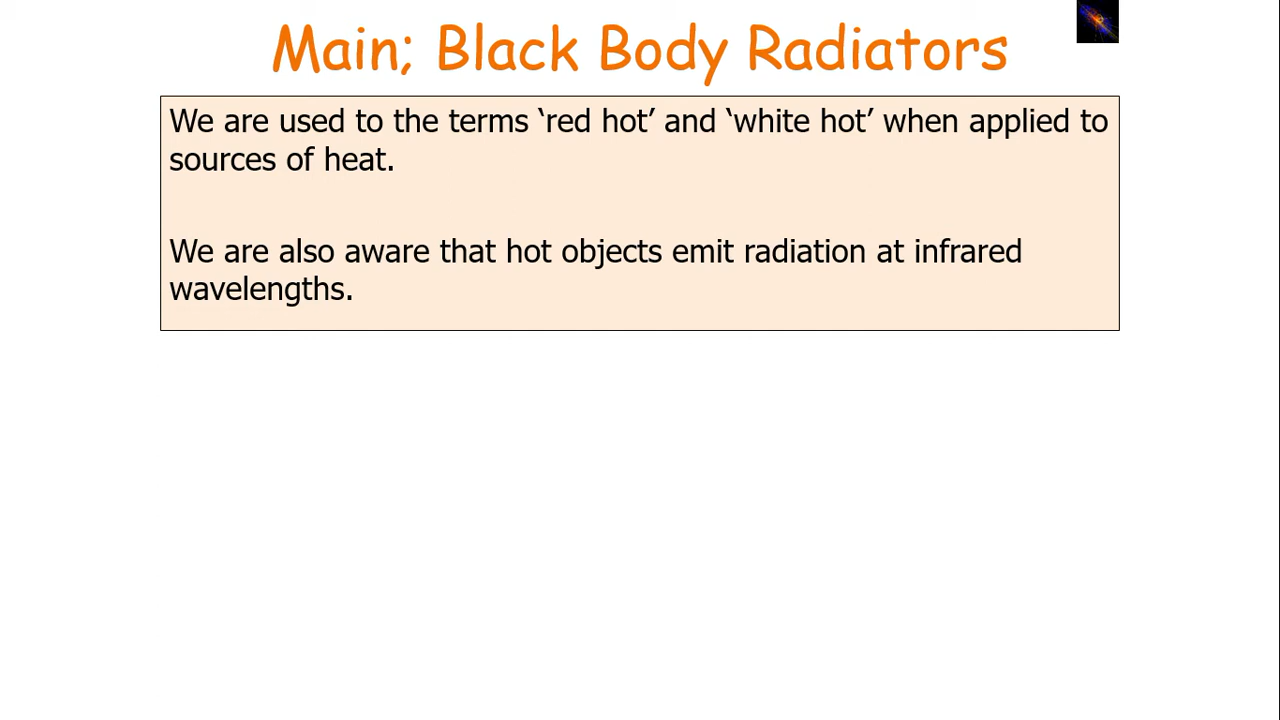 Main; Black Body Radiators
We are used to the terms ‘red hot’ and ‘white hot’ when applied to
sources of heat.
We are also aware that hot objects emit radiation at infrared
wavelengths.